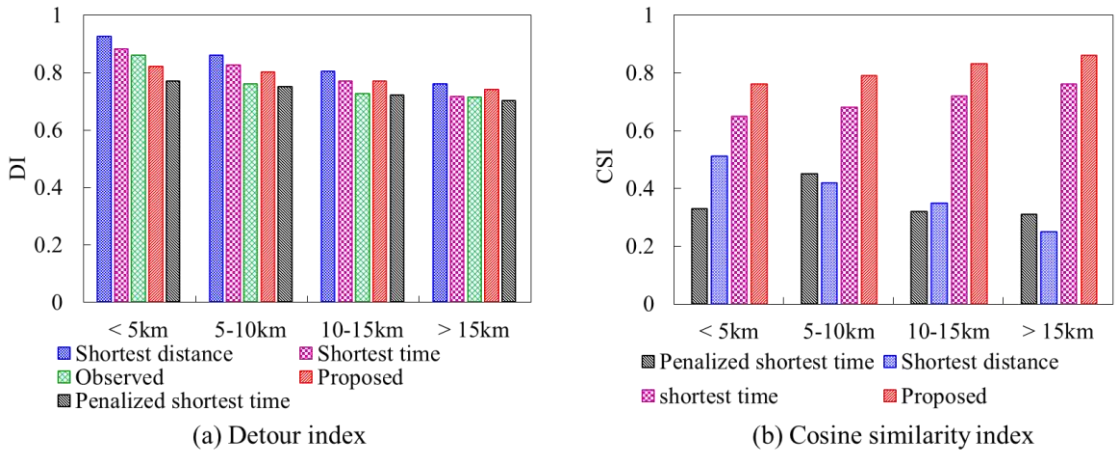 1
0.8
0.6
0.4
0.2
0
DI
< 5km 5-10km 10-15km > 15km
Shortest distance Shortest time
Observed Proposed
Penalized shortest time
(a) Detour index
1
0.8
0.6
0.4
0.2
0
CSI
< 5km 5-10km 10-15km > 15km
Penalized shortest time Shortest distance
shortest time Proposed
(b) Cosine similarity index